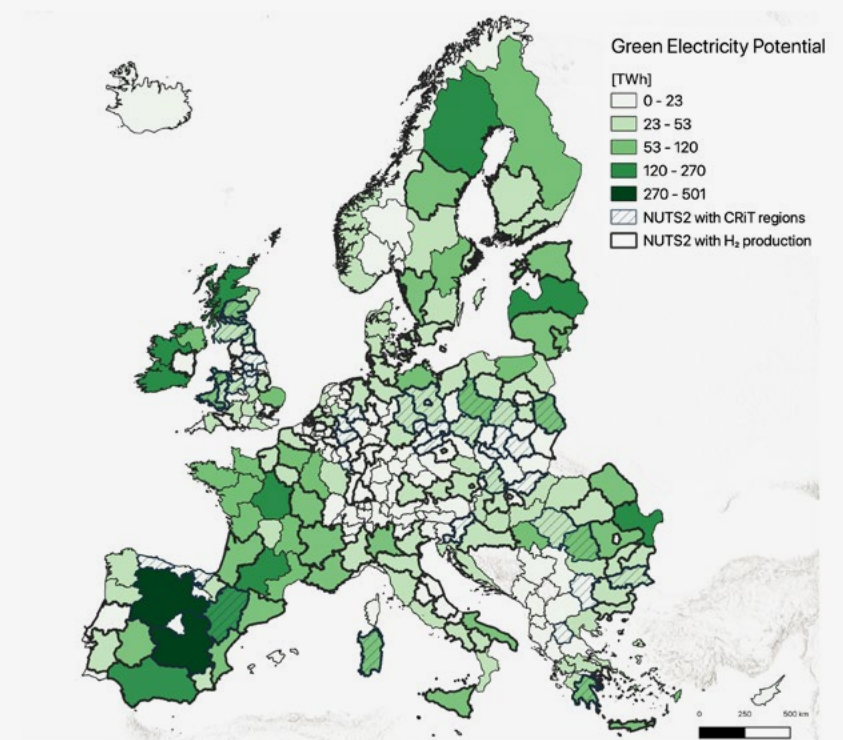 Green Electricity Potential
[TWh]
0 - 23
23 - 53
53 - 120
120 - 270
270 - 501
NUTS2 with CRiT regions
NUTS2 with H₂ production
0 250 500 km